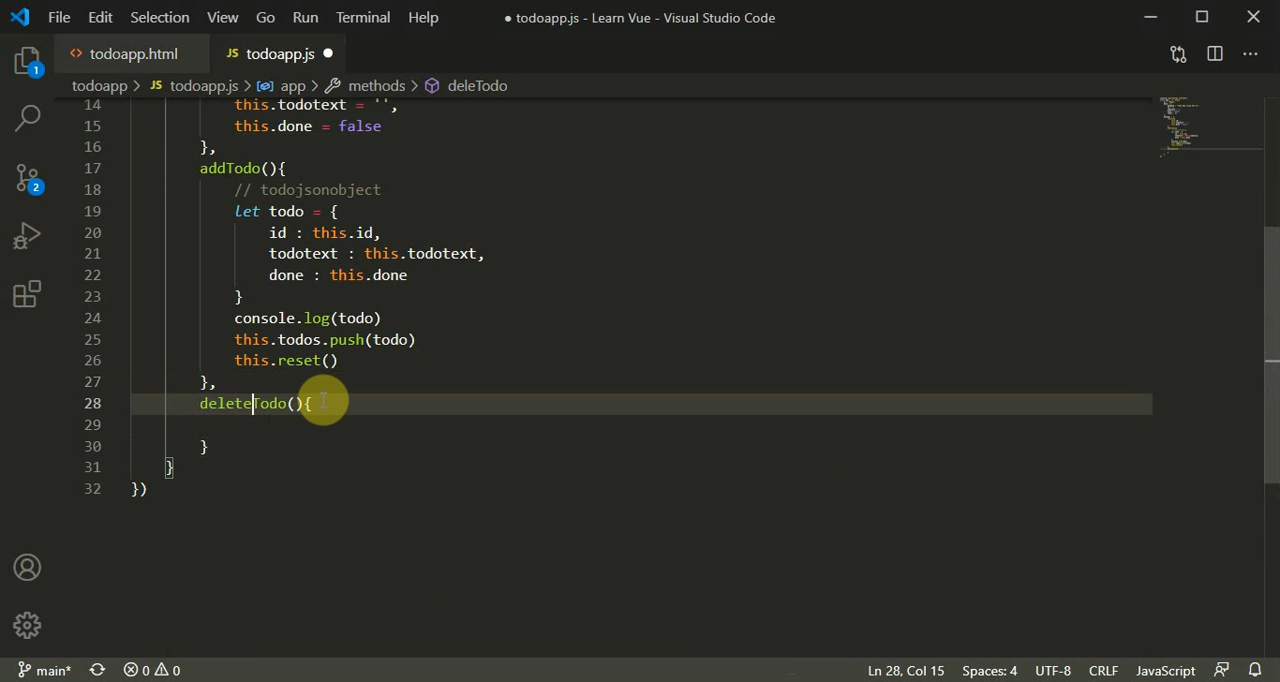 File Edit Selection View Go Run Terminal Help ● todoapp.js - Learn Vue - Visual Studio Code
<> todoapp.html JS todoapp.js ●
todoapp > JS todoapp.js > app > methods > deleTodo
14 this.todotext = '',
15 this.done = false
16 },
17 addTodo(){
18 // todojsonobject
19 let todo = {
20 id : this.id,
21 todotext : this.todotext,
22 done : this.done
23 }
24 console.log(todo)
25 this.todos.push(todo)
26 this.reset()
27 },
28 deleteTodo(){
29
30 }
31 }
32 })
1
2
main* 0 0 Ln 28, Col 15 Spaces: 4 UTF-8 CRLF JavaScript